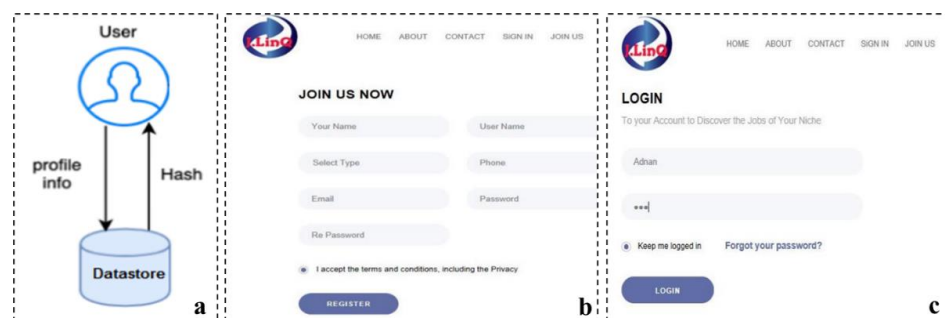 User
profile
info
Hash
Datastore
a
LLinQ
HOME ABOUT CONTACT SIGN IN JOIN US
JOIN US NOW
Your Name User Name
Select Type Phone
Email Password
Re Password
I accept the terms and conditions, including the Privacy
REGISTER
b
LLinQ
HOME ABOUT CONTACT SIGN IN JOIN US
LOGIN
To your Account to Discover the Jobs of Your Niche
Adnan
***
Keep me logged in Forgot your password?
LOGIN
c